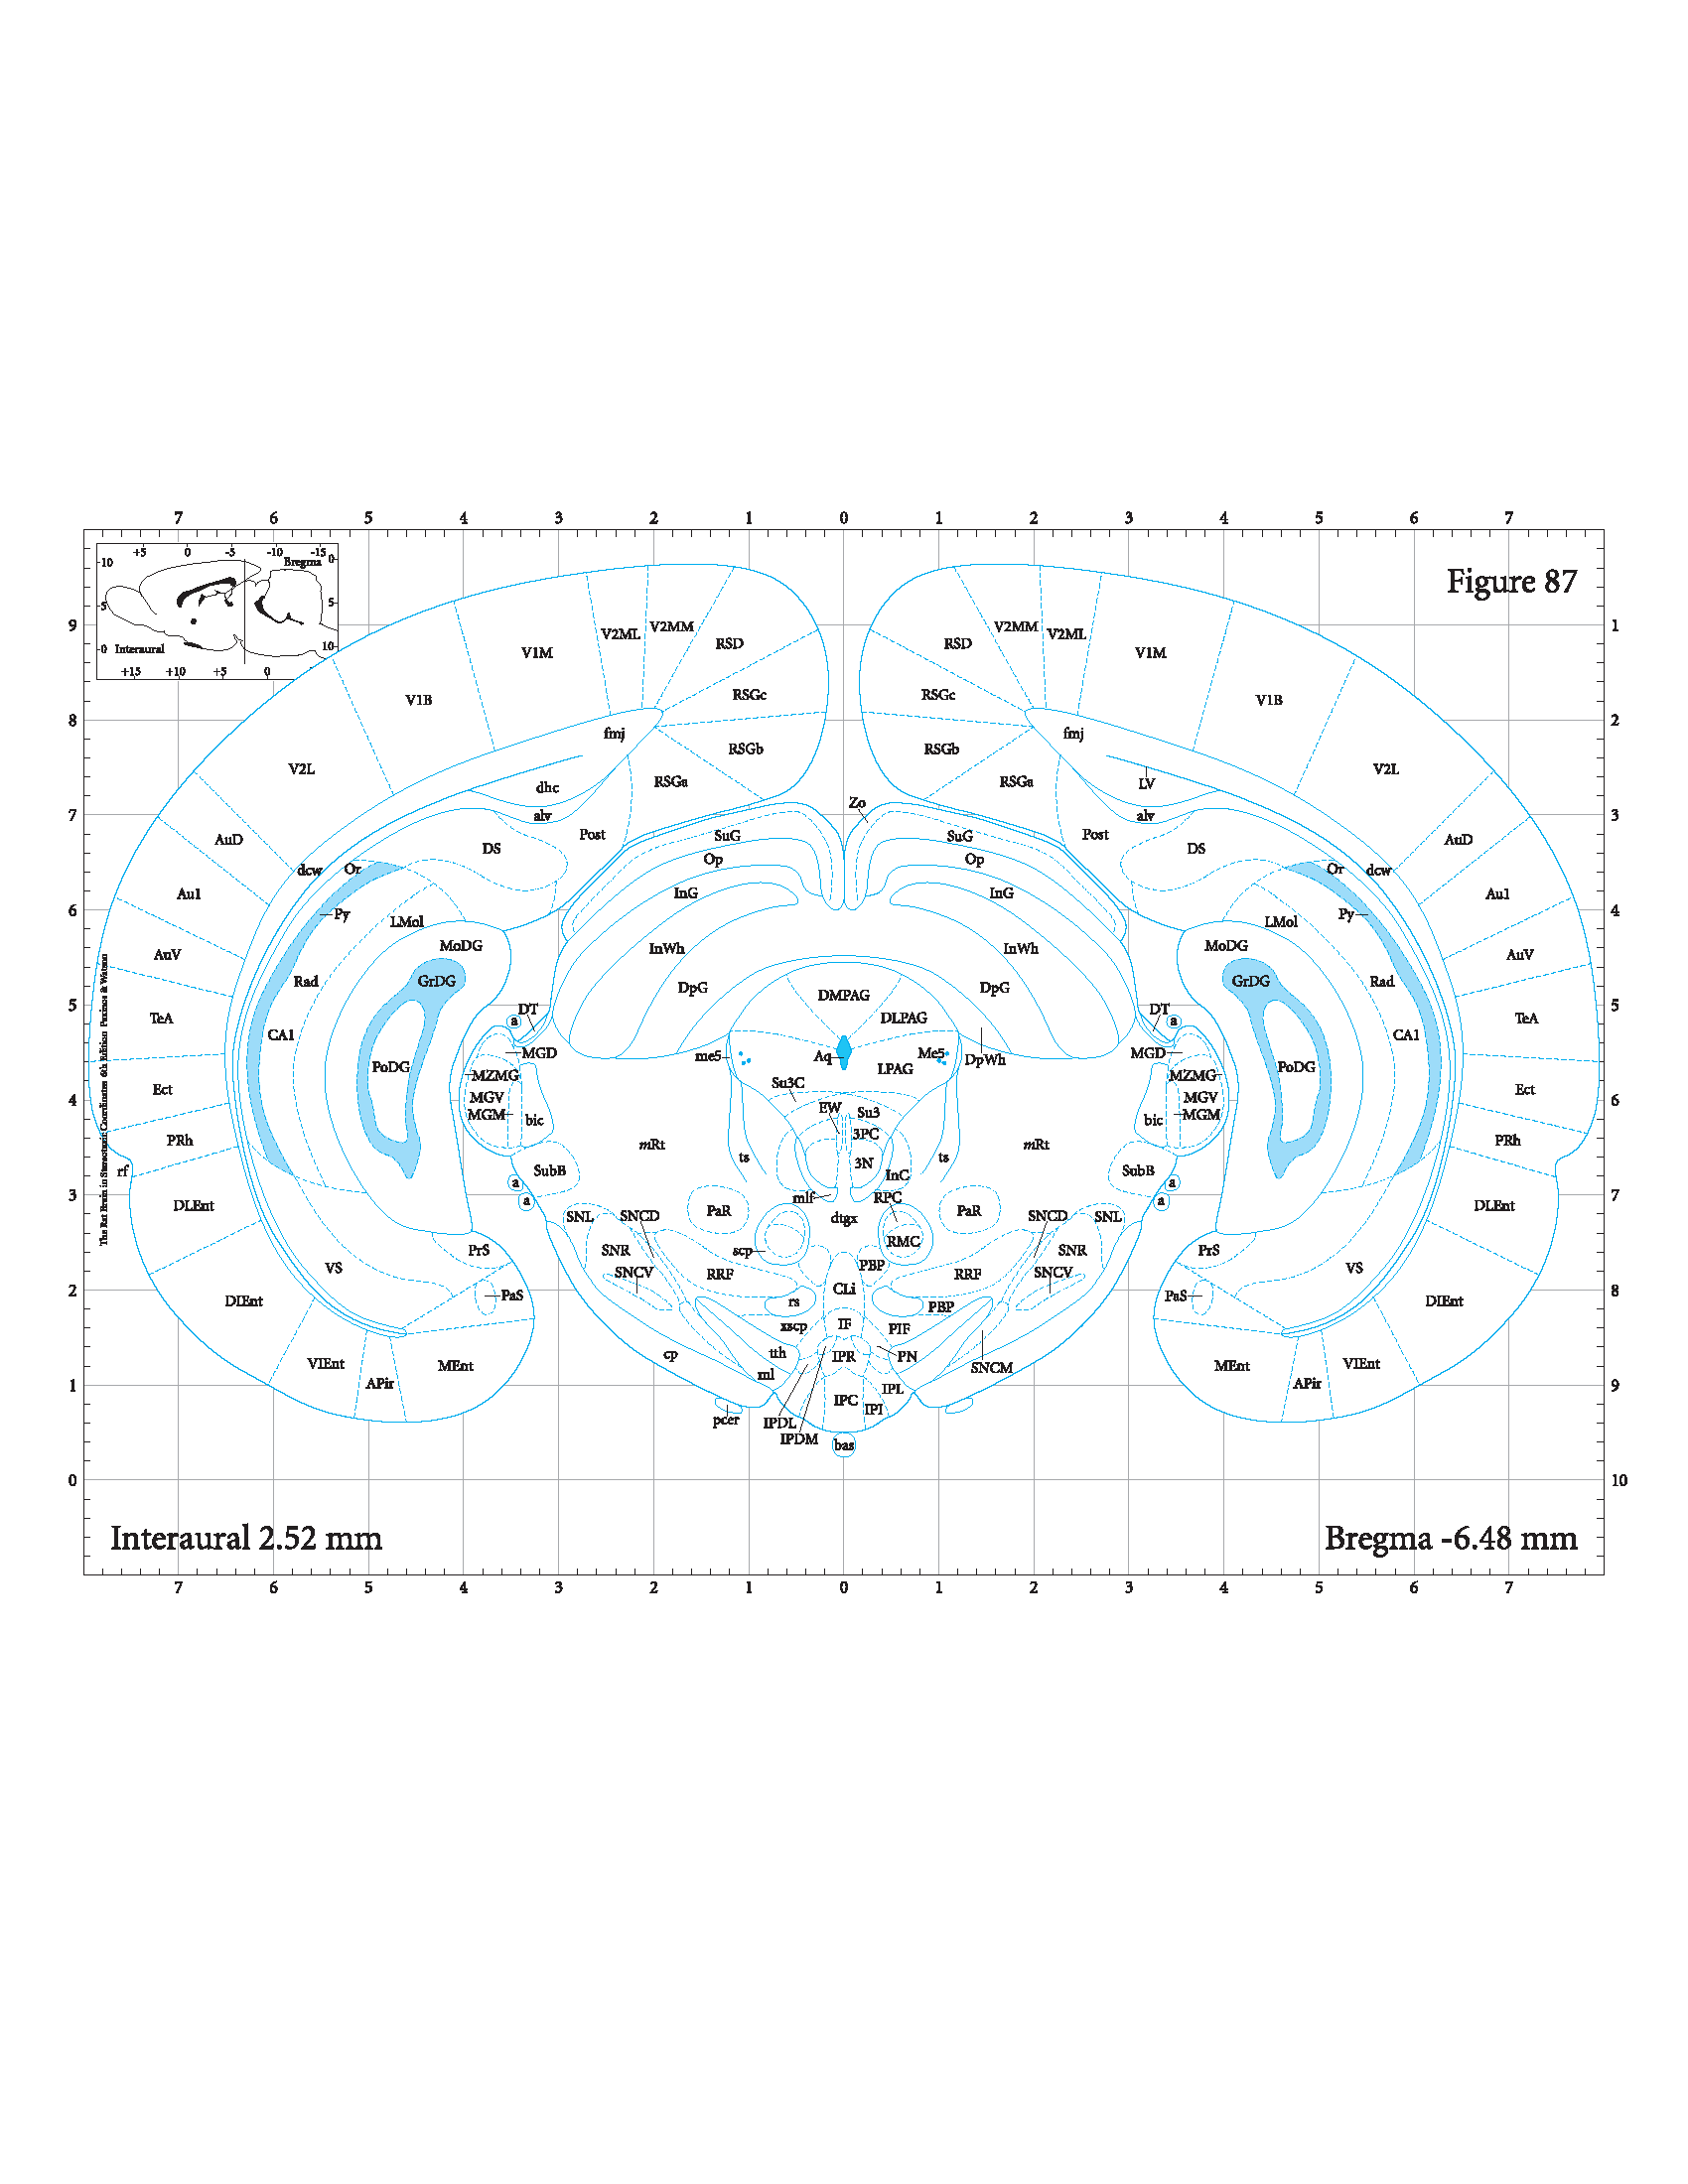 7 6 5 4 3 2 1 0 1 2 3 4 5 6 7
+5 0 -5 -10 -15
Bregma
10 0
5 5
0 Interaural 10
+15 +10 +5 0
Figure 87
9 1
8 2
7 3
6 4
5 5
4 6
3 7
2 8
1 9
0 10
V2ML V2MM RSD RSD V2MM V2ML
V1M V1M
V1B RSGc RSGc V1B
fmj fmj
V2L RSGb RSGb V2L
dhc RSGa RSGa LV
Zo
alv alv
AuD Post SuG SuG Post AuD
DS Op Op DS
dcw Or Or dcw
Au1 InG InG Au1
Py LMol LMol Py
MoDG MoDG
AuV InWh InWh AuV
Rad GrDG DpG DMPAG DpG GrDG Rad
TeA a DT DLPAG DT a TeA
CA1 CA1
MGD me5 Aq Me5 DpWh MGD
PoDG MZMG LPAG MZMG PoDG
Ect Su3C Ect
MGV EW Su3 MGV
MGM bic 3PC bic MGM
PRh mRt ts 3N ts mRt PRh
rf SubB InC SubB
a a
a mlf RPC a
DLEnt SNL SNCD PaR dtgx PaR SNCD SNL DLEnt
PrS SNR scp RMC SNR PrS
VS SNCV RRF PBP RRF SNCV VS
DIEnt PaS rs CLi PBP PaS DIEnt
xscp IF PIF
VIEnt MEnt cp tth IPR PN SNCM MEnt VIEnt
APir ml IPL APir
IPC IPI
pcer IPDL
IPDM
bas
The Rat Brain in Stereotaxic Coordinates 6th Edition Paxinos & Watson
Interaural 2.52 mm
Bregma -6.48 mm
7 6 5 4 3 2 1 0 1 2 3 4 5 6 7